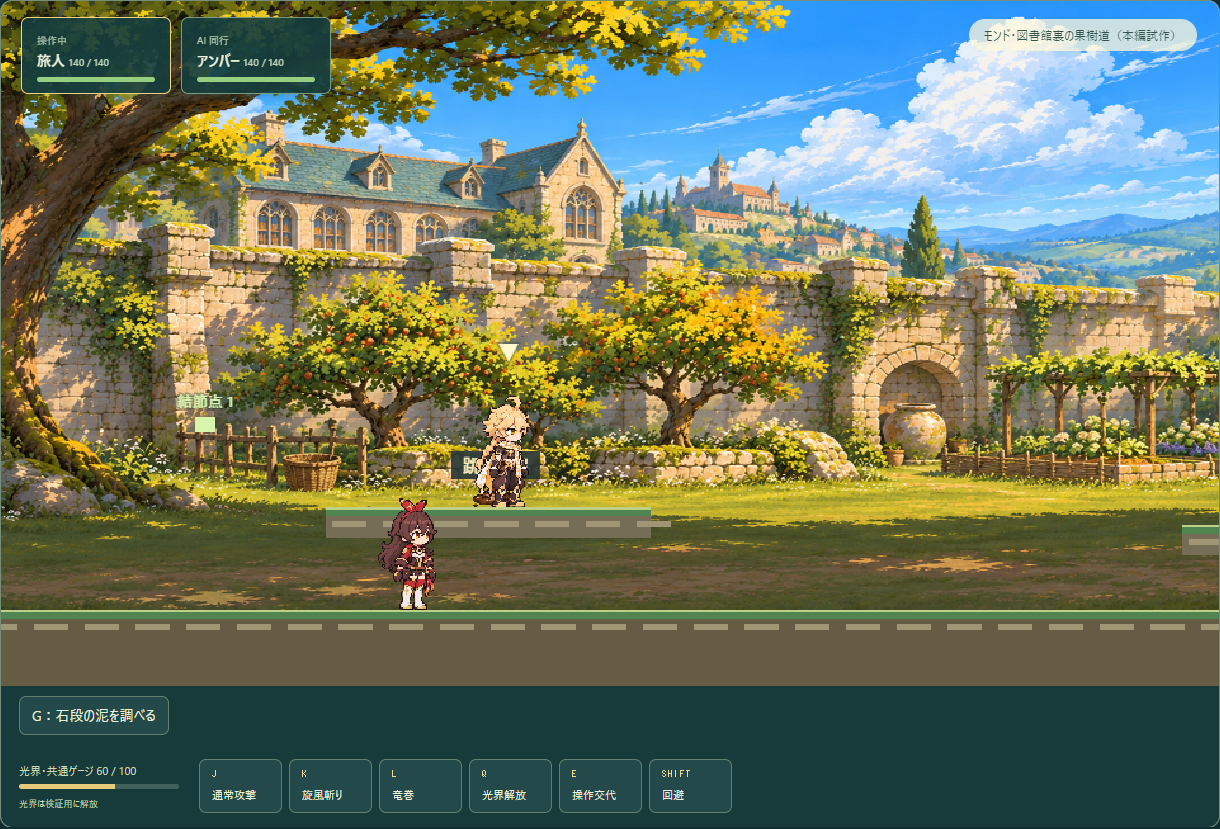 操作中
旅人 140 / 140
AI 同行
アンバー 140 / 140
モンド・図書館裏の果樹道（本編試作）
結節点 1
G：石段の泥を調べる
光界・共通ゲージ 60 / 100
光界は検証用に解放
J
通常攻撃
K
旋風斬り
L
竜巻
Q
光界解放
E
操作交代
SHIFT
回避